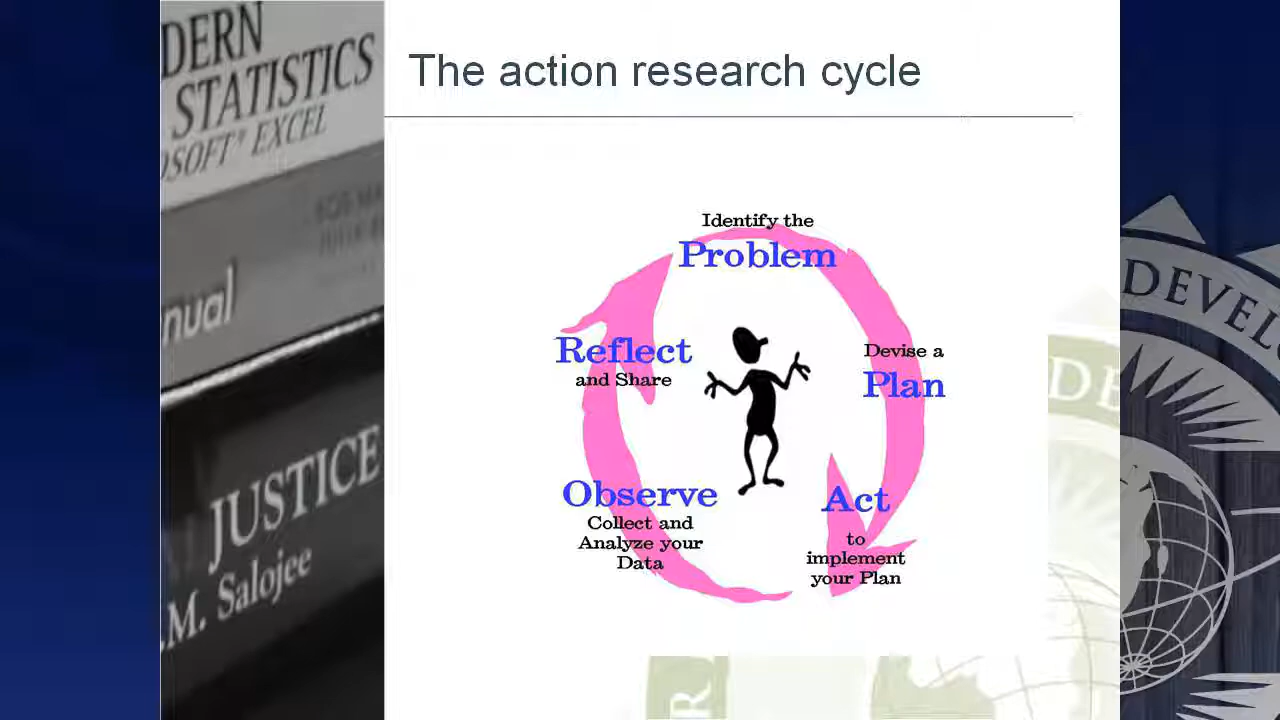 DERN
STATISTICS
OSOFT® EXCEL
nual
JUSTICE
.M. Salojee
The action research cycle
Identify the
Problem
Devise a
Plan
Act
to
implement
your Plan
Observe
Collect and
Analyze your
Data
Reflect
and Share
DEVEL
DE
R